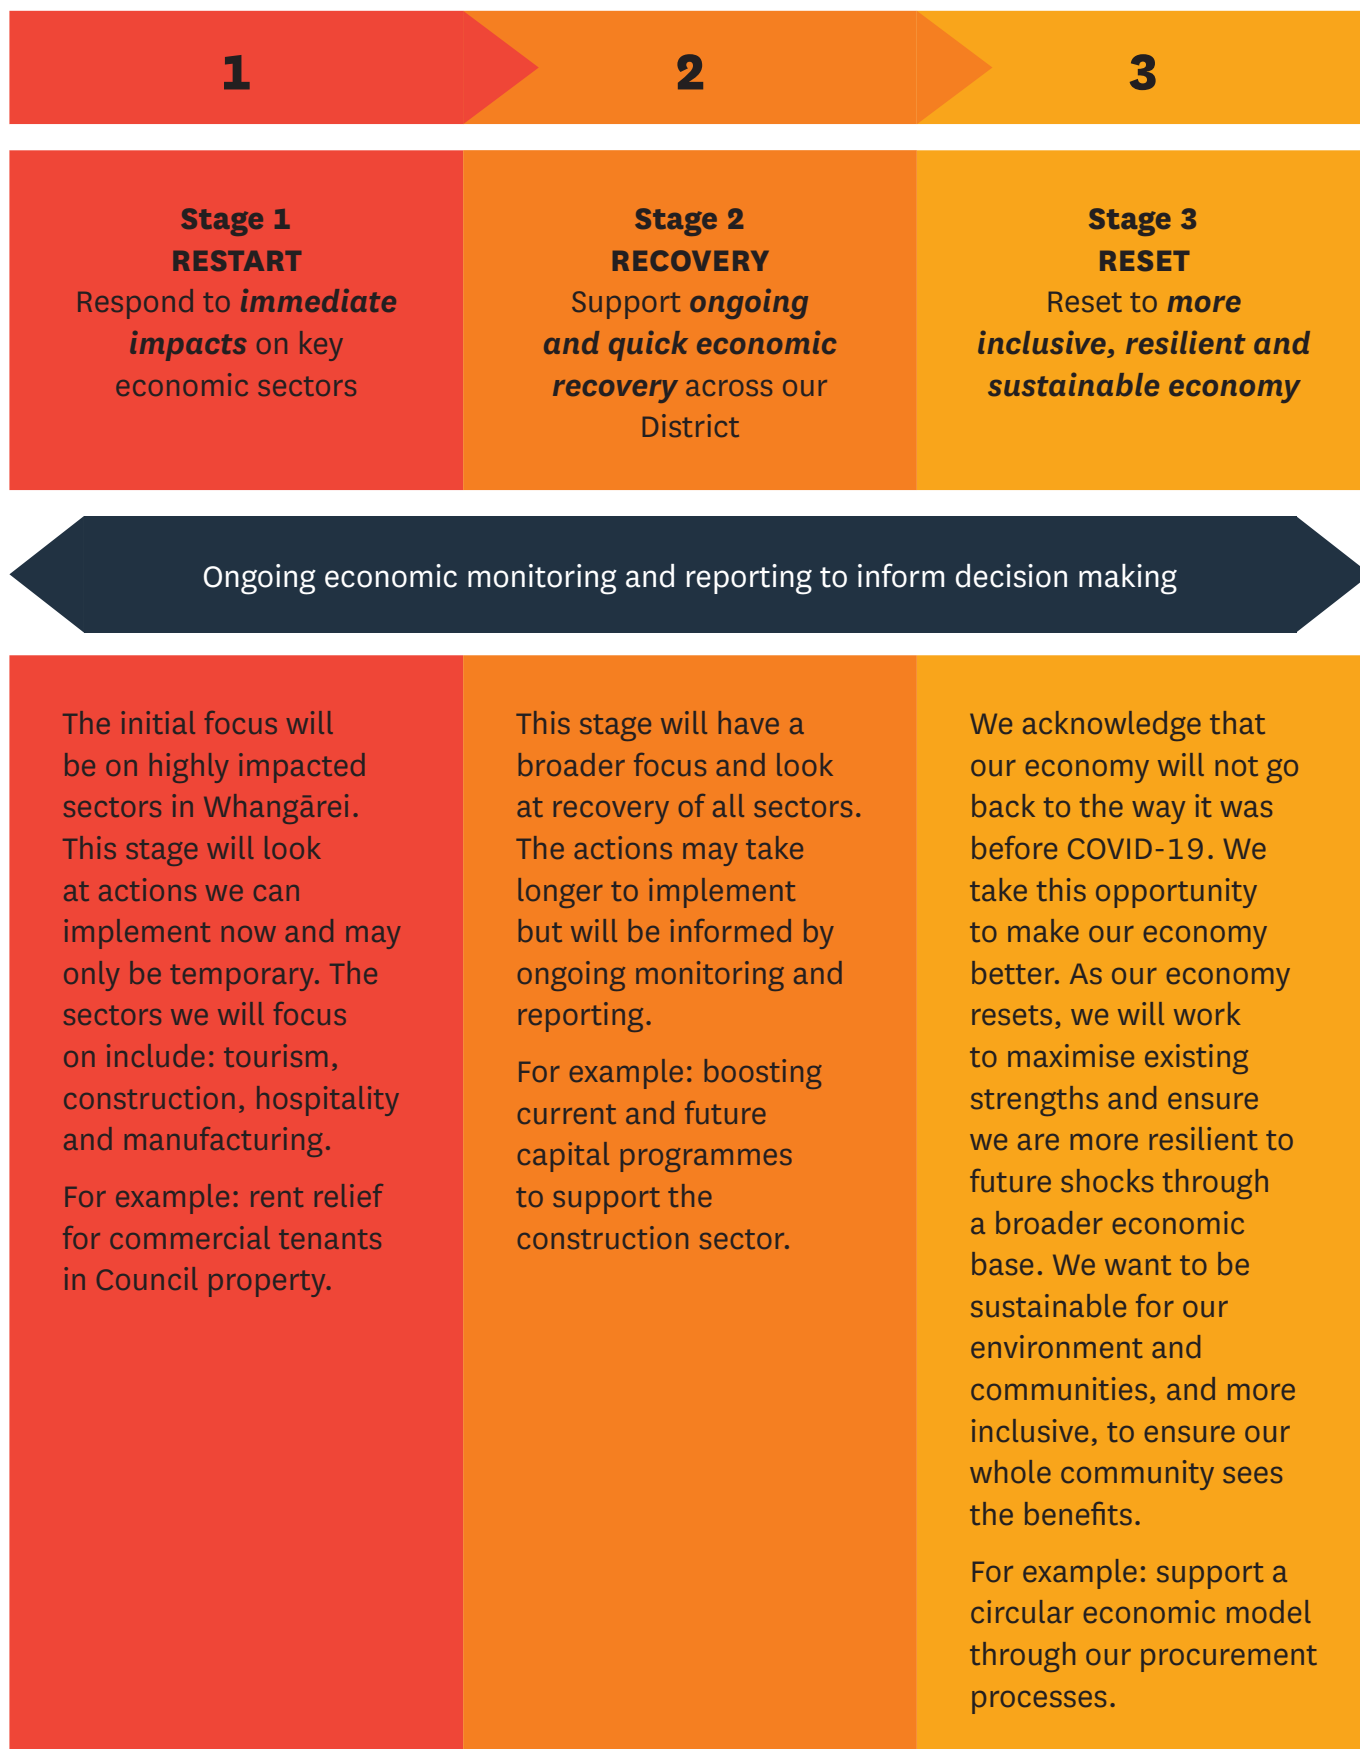 1
2
3
Stage 1
RESTART
Respond to immediate
impacts on key
economic sectors
Stage 2
RECOVERY
Support ongoing
and quick economic
recovery across our
District
Stage 3
RESET
Reset to more
inclusive, resilient and
sustainable economy
Ongoing economic monitoring and reporting to inform decision making
The initial focus will
be on highly impacted
sectors in Whangārei.
This stage will look
at actions we can
implement now and may
only be temporary. The
sectors we will focus
on include: tourism,
construction, hospitality
and manufacturing.
For example: rent relief
for commercial tenants
in Council property.
This stage will have a
broader focus and look
at recovery of all sectors.
The actions may take
longer to implement
but will be informed by
ongoing monitoring and
reporting.
For example: boosting
current and future
capital programmes
to support the
construction sector.
We acknowledge that
our economy will not go
back to the way it was
before COVID-19. We
take this opportunity
to make our economy
better. As our economy
resets, we will work
to maximise existing
strengths and ensure
we are more resilient to
future shocks through
a broader economic
base. We want to be
sustainable for our
environment and
communities, and more
inclusive, to ensure our
whole community sees
the benefits.
For example: support a
circular economic model
through our procurement
processes.